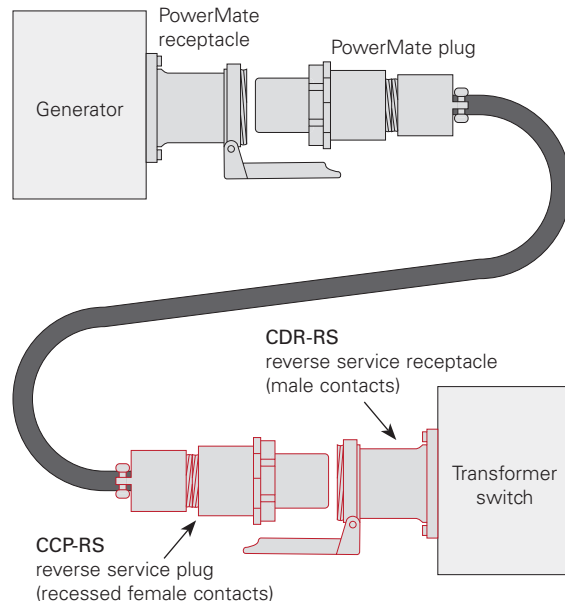 PowerMate
receptacle
PowerMate plug
Generator
CDR-RS
reverse service receptacle
(male contacts)
Transformer
switch
CCP-RS
reverse service plug
(recessed female contacts)